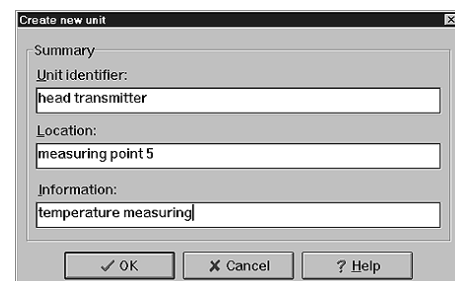 Create new unit
Summary
Unit identifier:
head transmitter
Location:
measuring point 5
Information:
temperature measuring
OK Cancel ? Help